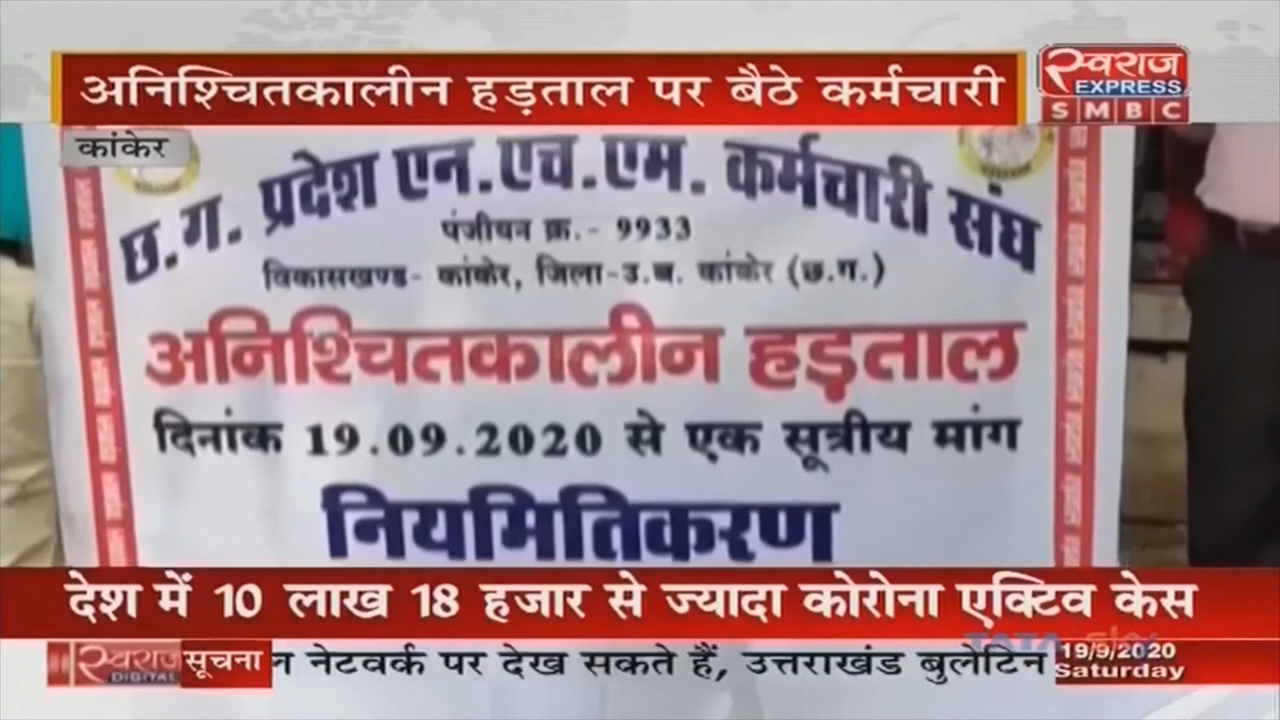 अनिश्चितकालीन हड़ताल पर बैठे कर्मचारी
स्वराज
EXPRESS
SMBC
कांकेर
छ.ग. प्रदेश एन.एच.एम. कर्मचारी संघ
पंजीयन क्र.- 9933
विकासखण्ड- कांकेर, जिला-उ.ब. कांकेर (छ.ग.)
अनिश्चितकालीन हड़ताल
दिनांक 19.09.2020 से एक सूत्रीय मांग
नियमितिकरण
देश में 10 लाख 18 हजार से ज्यादा कोरोना एक्टिव केस
स्वराज
DIGITAL
सूचना
नेटवर्क पर देख सकते हैं, उत्तराखंड बुलेटिन
TATA
19/9/2020
Saturday